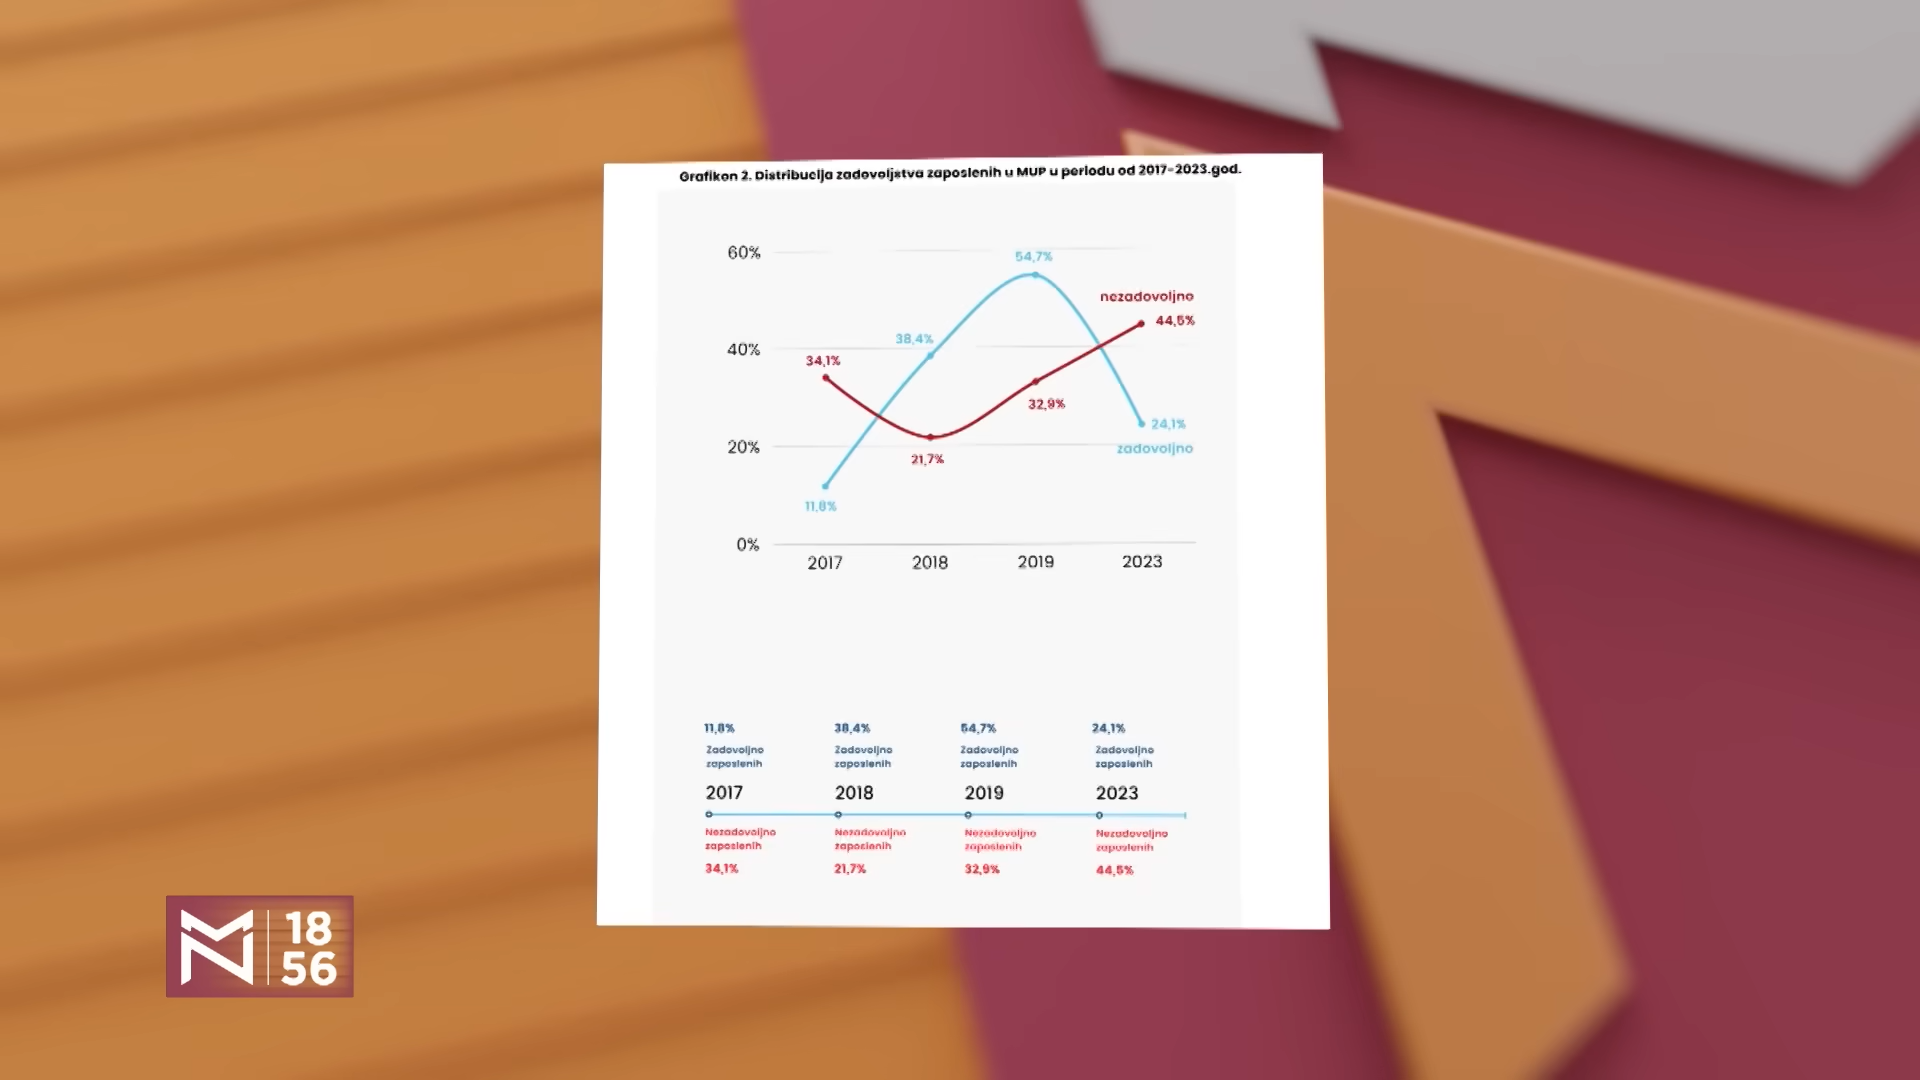 Grafikon 2. Distribucija zadovoljstva zaposlenih u MUP u periodu od 2017-2023.god.
60%
54,7%
nezadovoljno
44,5%
38,4%
40%
34,1%
32,9%
24,1%
zadovoljno
20%
21,7%
11,8%
0%
2017 2018 2019 2023
11,8% 38,4% 54,7% 24,1%
Zadovoljno Zadovoljno Zadovoljno Zadovoljno
zaposlenih zaposlenih zaposlenih zaposlenih
2017 2018 2019 2023
Nezadovoljno Nezadovoljno Nezadovoljno Nezadovoljno
zaposlenih zaposlenih zaposlenih zaposlenih
34,1% 21,7% 32,9% 44,5%
18
56